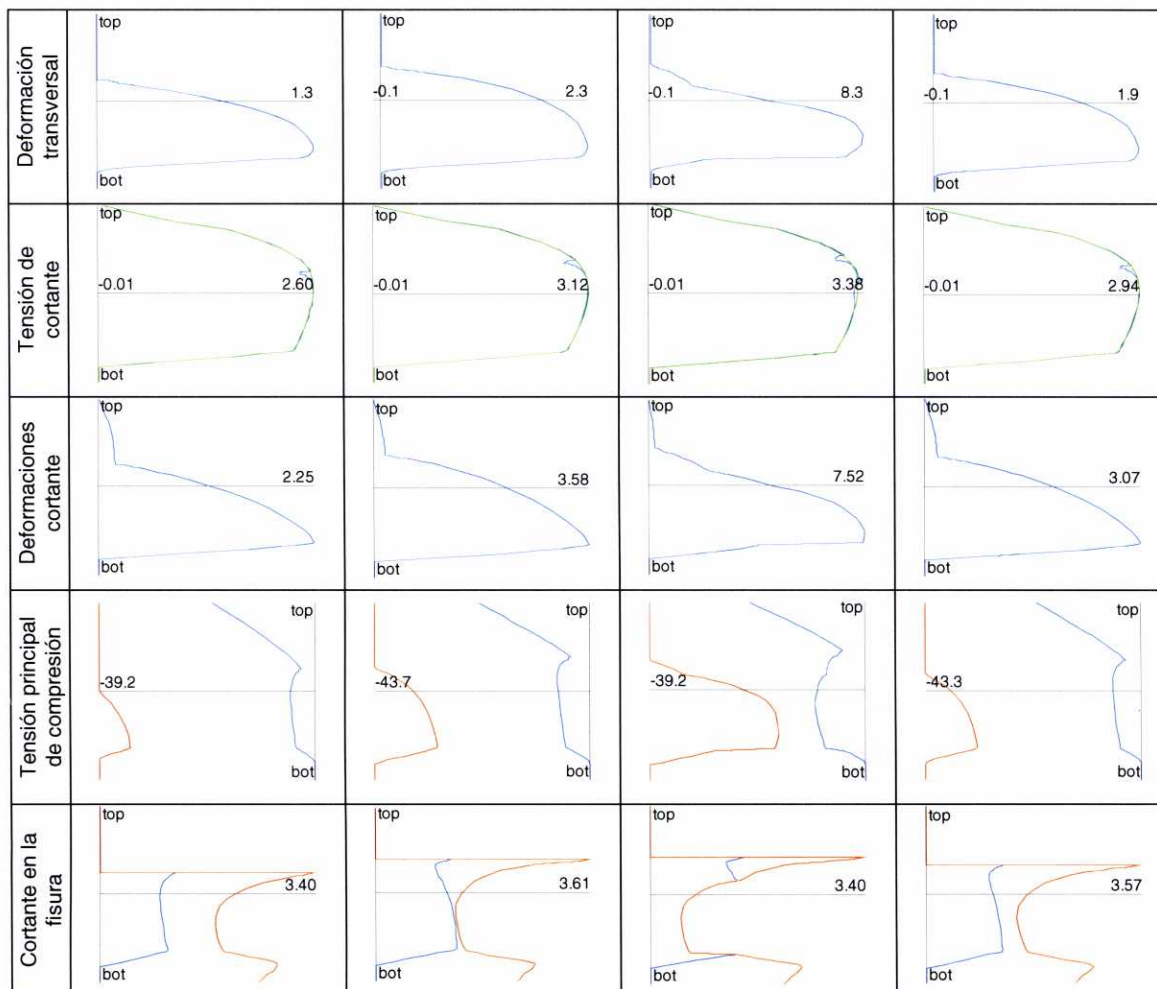 Deformación
transversal
top
1.3
bot
top
-0.1
2.3
bot
top
-0.1
8.3
bot
top
-0.1
1.9
bot
Tensión de
cortante
top
-0.01
2.60
bot
top
-0.01
3.12
bot
top
-0.01
3.38
bot
top
-0.01
2.94
bot
Deformaciones
cortante
top
2.25
bot
top
3.58
bot
top
7.52
bot
top
3.07
bot
Tensión principal
de compresión
top
-39.2
bot
top
-43.7
bot
top
-39.2
bot
top
-43.3
bot
Cortante en la
fisura
top
3.40
bot
top
3.61
bot
top
3.40
bot
top
3.57
bot